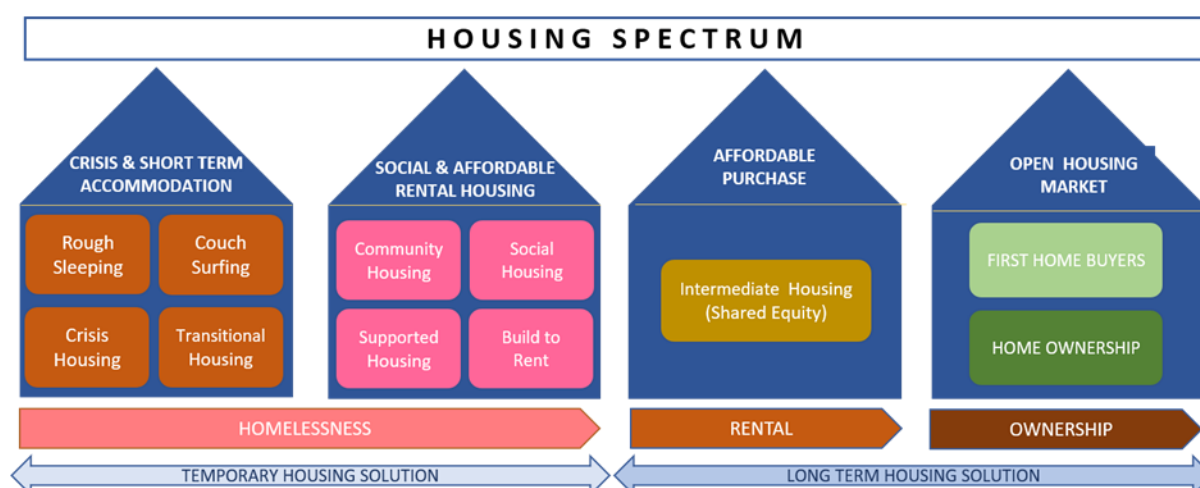 HOUSING SPECTRUM
CRISIS & SHORT TERM
ACCOMMODATION
Rough
Sleeping
Couch
Surfing
Crisis
Housing
Transitional
Housing
SOCIAL & AFFORDABLE
RENTAL HOUSING
Community
Housing
Social
Housing
Supported
Housing
Build to
Rent
AFFORDABLE
PURCHASE
Intermediate Housing
(Shared Equity)
OPEN HOUSING
MARKET
FIRST HOME BUYERS
HOME OWNERSHIP
HOMELESSNESS
RENTAL
OWNERSHIP
TEMPORARY HOUSING SOLUTION
LONG TERM HOUSING SOLUTION